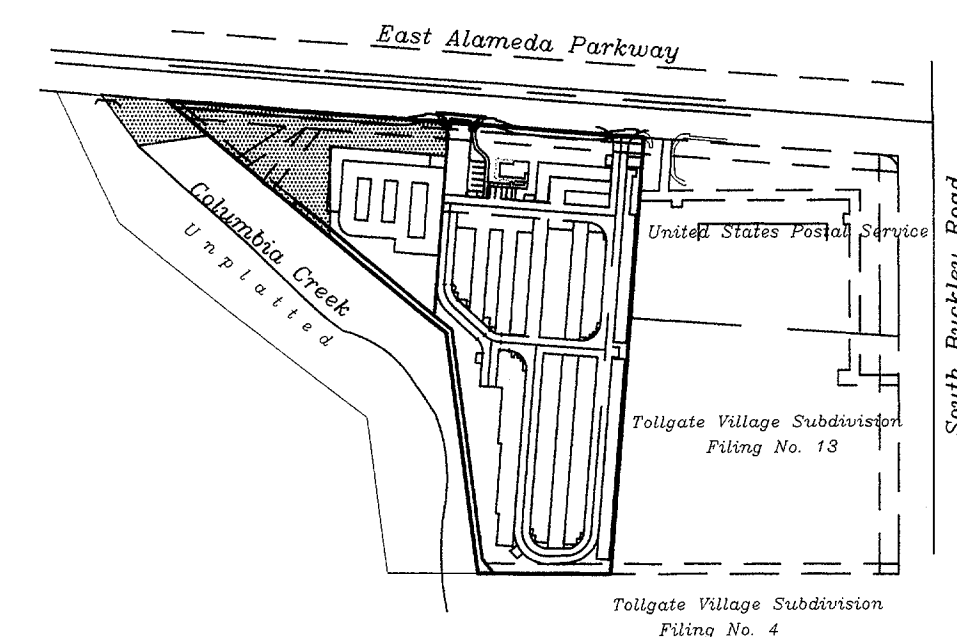 East Alameda Parkway
Columbia Creek
Unplatted
United States Postal Service
South Buckley Road
Tollgate Village Subdivision
Filing No. 13
Tollgate Village Subdivision
Filing No. 4